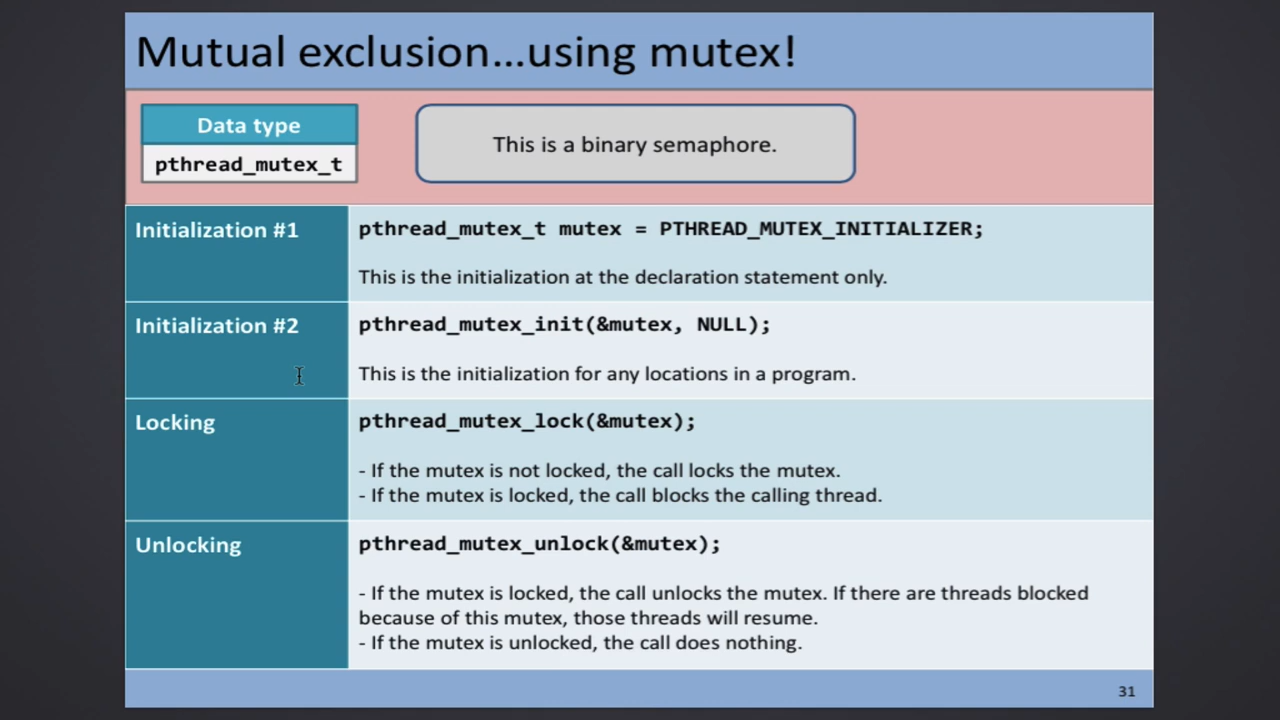 Mutual exclusion...using mutex!
Data type
pthread_mutex_t
This is a binary semaphore.
Initialization #1
pthread_mutex_t mutex = PTHREAD_MUTEX_INITIALIZER;
This is the initialization at the declaration statement only.
Initialization #2
pthread_mutex_init(&mutex, NULL);
This is the initialization for any locations in a program.
Locking
pthread_mutex_lock(&mutex);
- If the mutex is not locked, the call locks the mutex.
- If the mutex is locked, the call blocks the calling thread.
Unlocking
pthread_mutex_unlock(&mutex);
- If the mutex is locked, the call unlocks the mutex. If there are threads blocked
because of this mutex, those threads will resume.
- If the mutex is unlocked, the call does nothing.
31